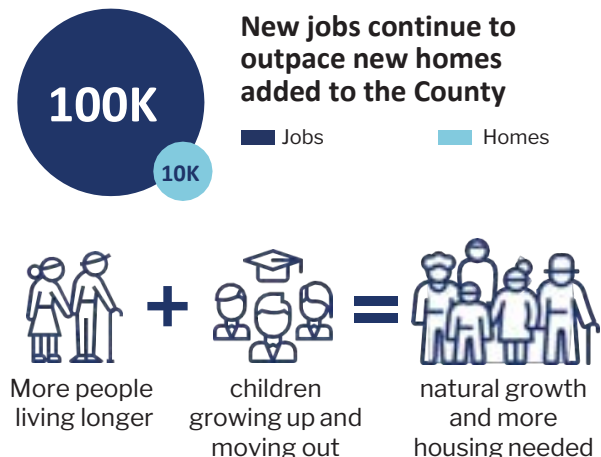 100K
10K
New jobs continue to
outpace new homes
added to the County
Jobs
Homes
+
=
More people
living longer
children
growing up and
moving out
natural growth
and more
housing needed